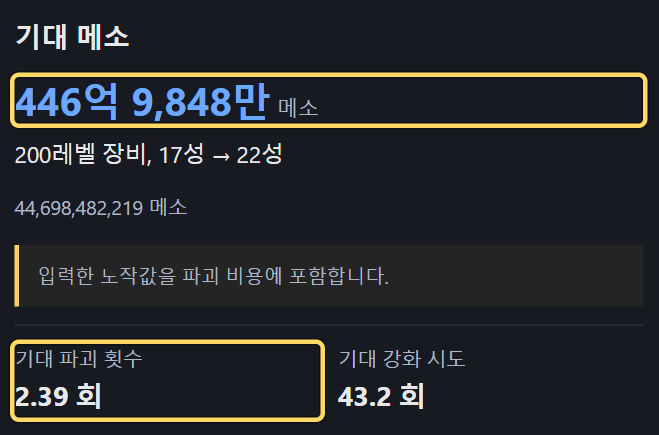 기대 메소
446억 9,848만 메소
200레벨 장비, 17성 → 22성
44,698,482,219 메소
입력한 노작값을 파괴 비용에 포함합니다.
기대 파괴 횟수
2.39 회
기대 강화 시도
43.2 회